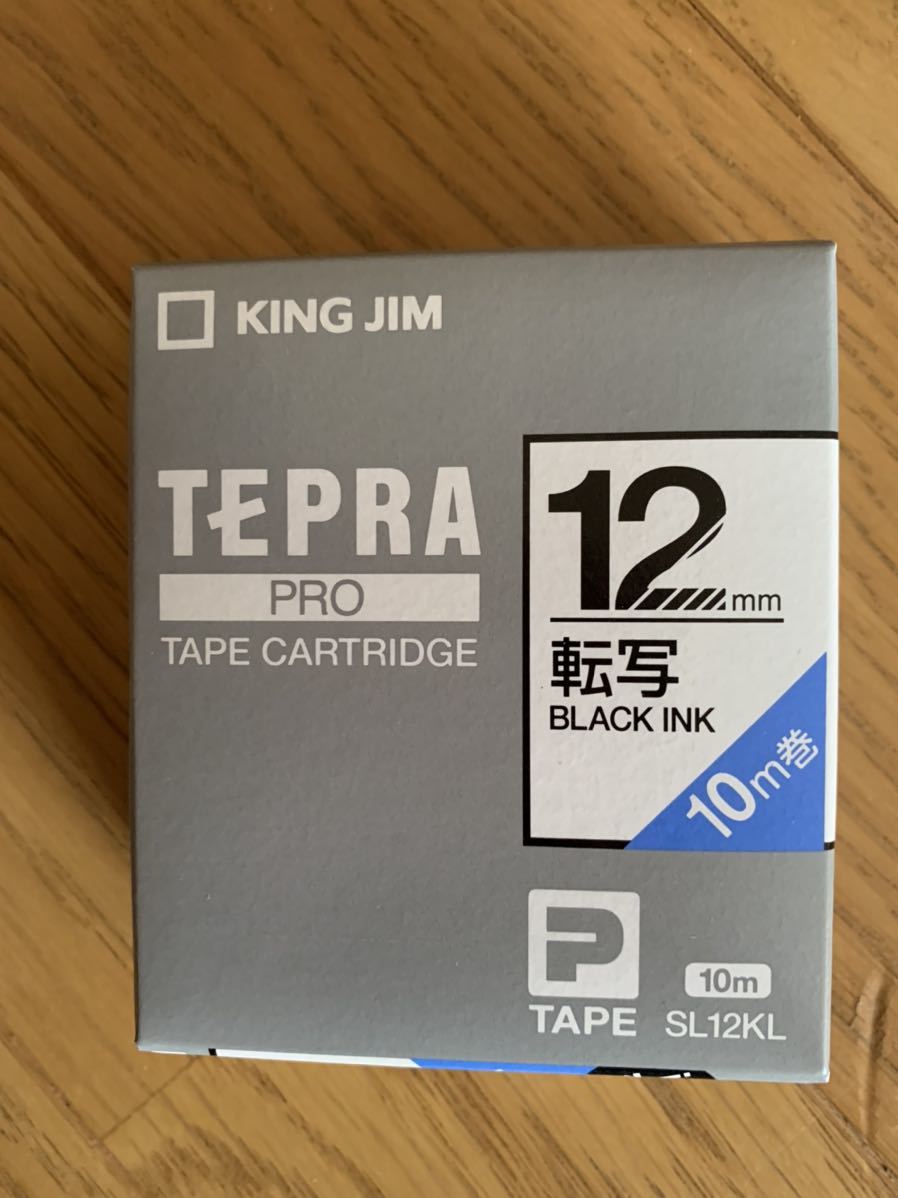 KING JIM
TEPRA
PRO
TAPE CARTRIDGE
12mm
転写
BLACK INK
10m巻
TAPE
10m
SL12KL